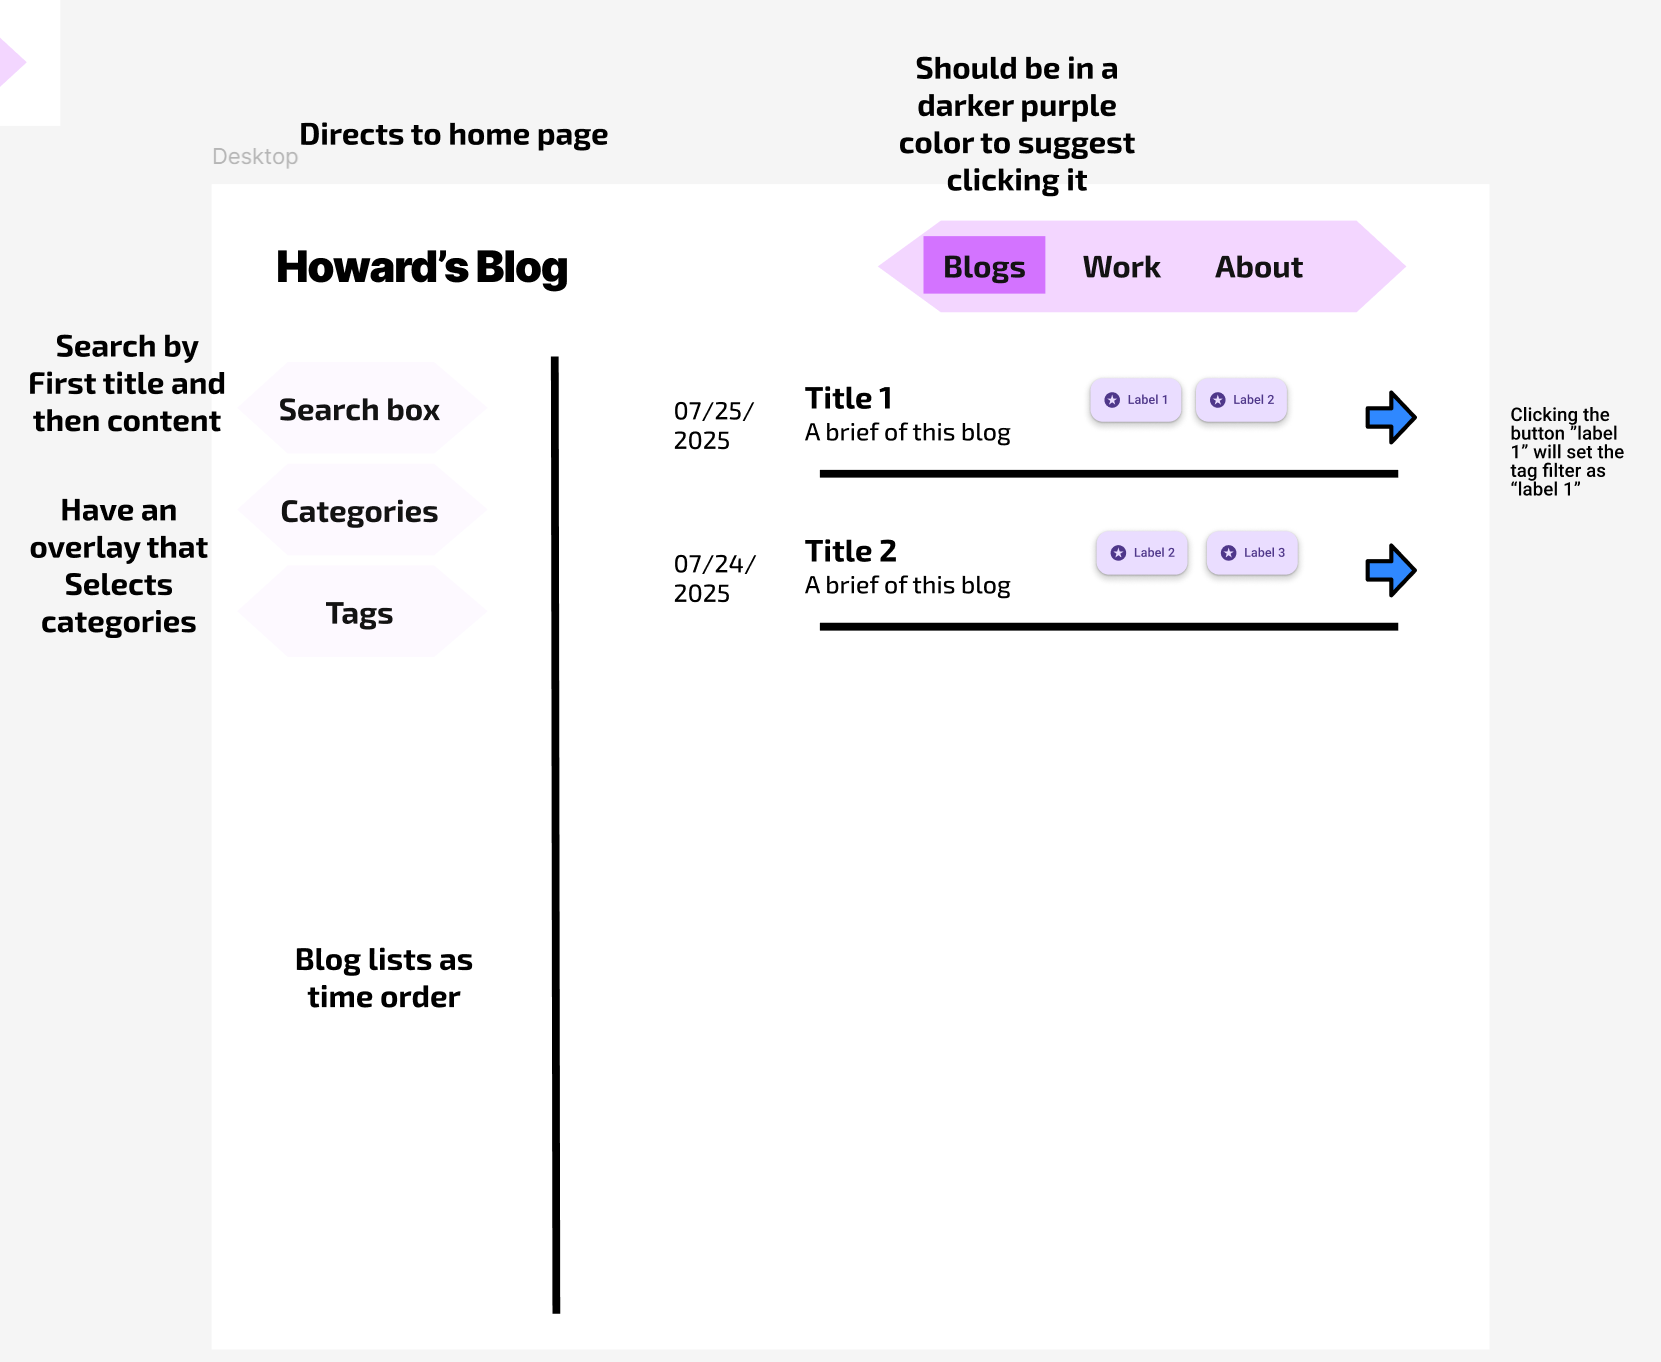 Should be in a
darker purple
color to suggest
clicking it
Directs to home page
Desktop
Howard’s Blog
Blogs
Work
About
Search by
First title and
then content
Search box
Have an
overlay that
Selects
categories
Categories
Tags
07/25/
2025
Title 1
A brief of this blog
Label 1
Label 2
Clicking the
button ”label
1” will set the
tag filter as
“label 1”
07/24/
2025
Title 2
A brief of this blog
Label 2
Label 3
Blog lists as
time order